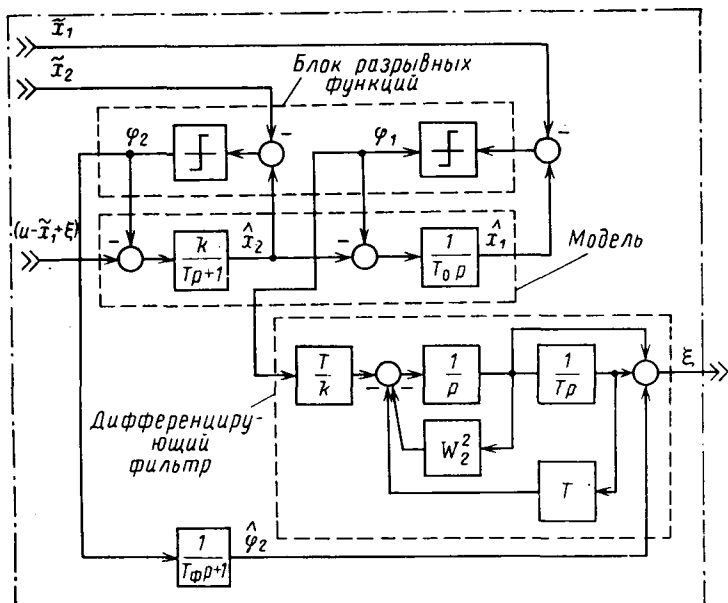 x̃₁
x̃₂
Блок разрывных
функций
φ₂
φ₁
-
-
(u-x̃₁+ξ)
-
k
Tp+1
x̂₂
-
1
T₀p
x̂₁
Модель
T
k
-
-
1
p
1
Tp
ξ
W₂²
T
Дифференциру-
ющий
фильтр
1
TФp+1
φ̂₂